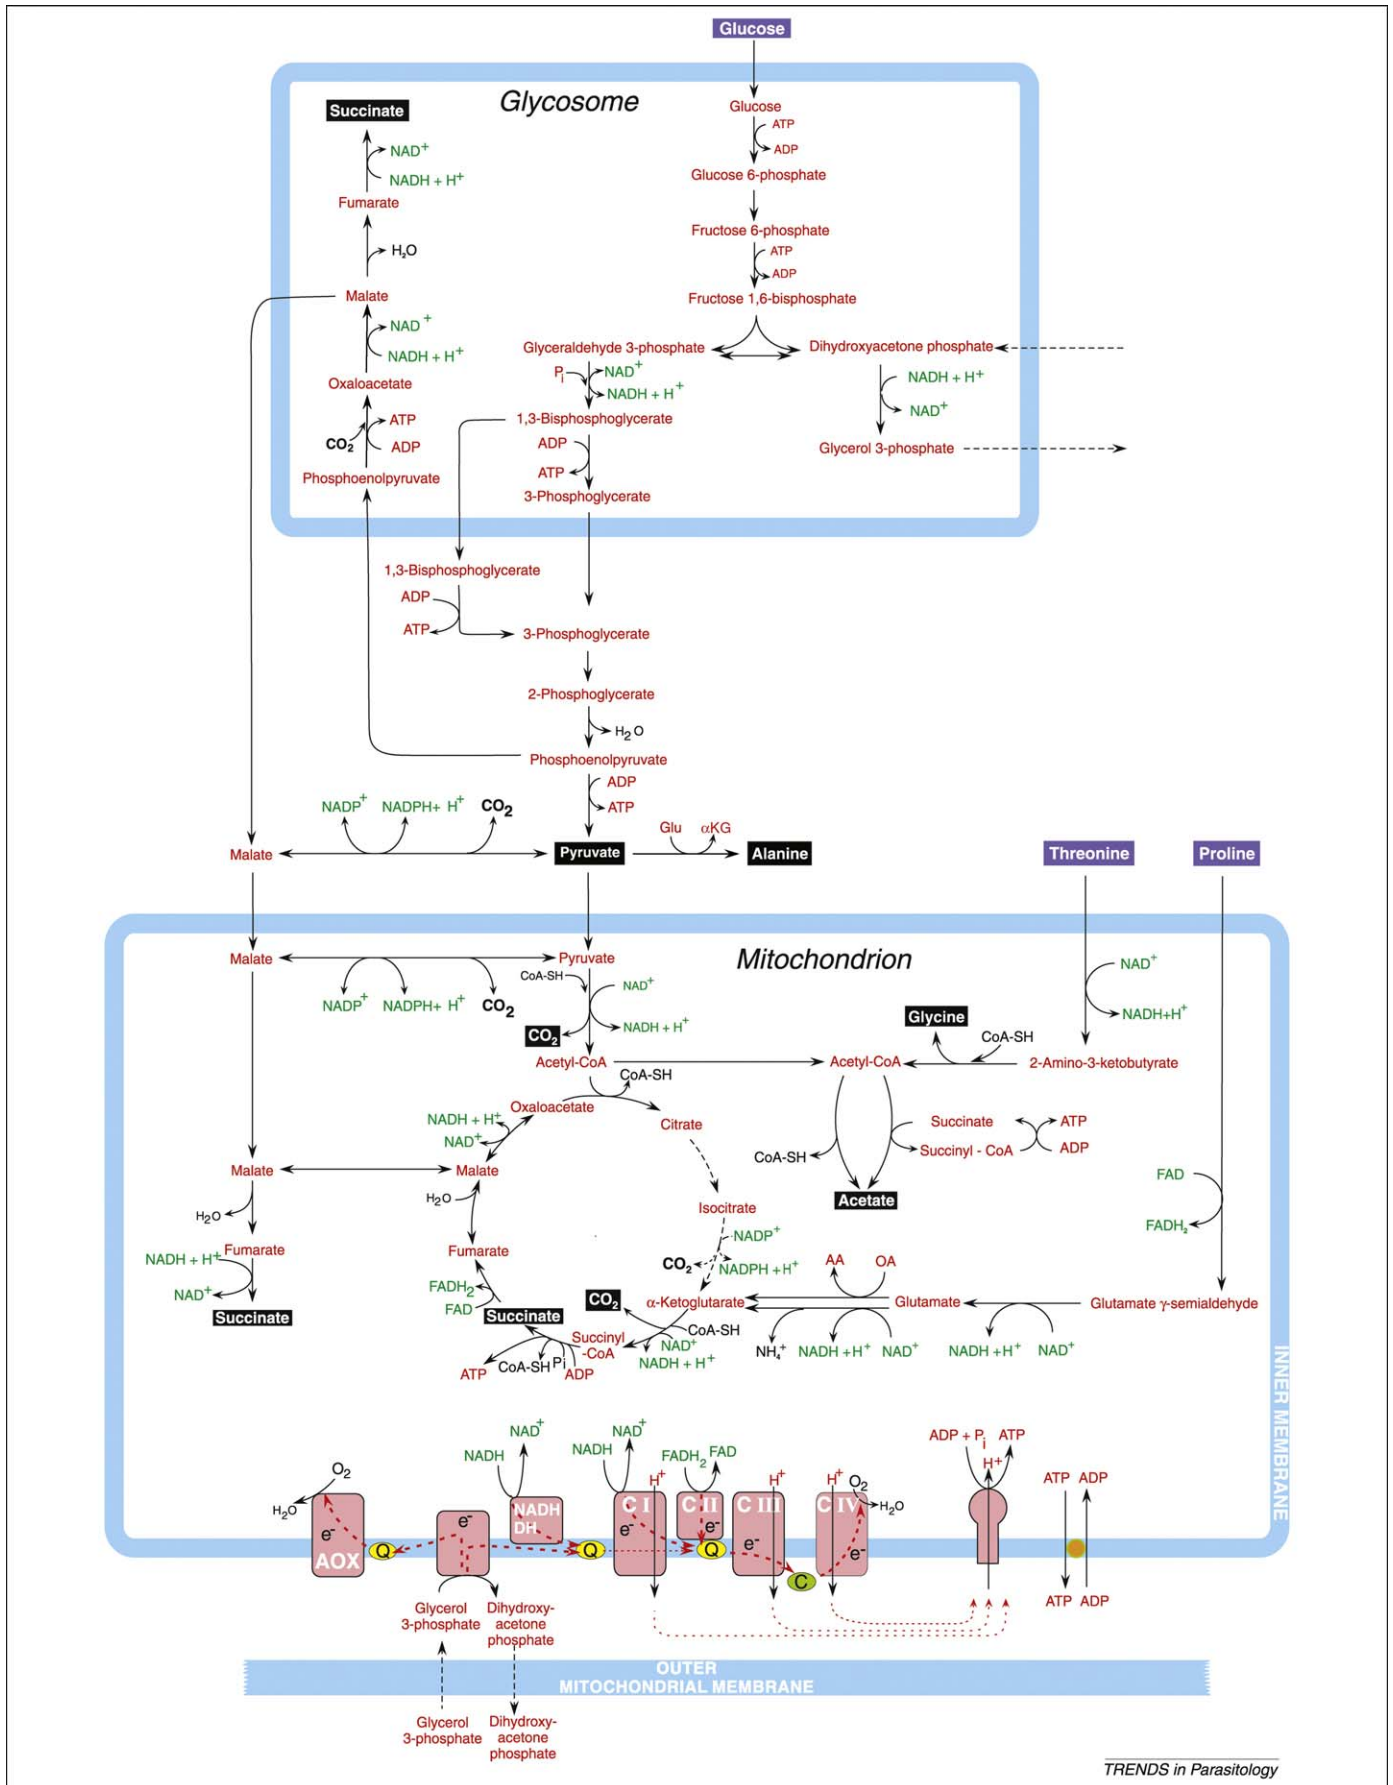 Glucose
Glycosome
Succinate
NAD+
NADH + H+
Fumarate
H2O
Malate
NAD+
NADH + H+
Oxaloacetate
ATP
CO2
ADP
Phosphoenolpyruvate
Glucose
ATP
ADP
Glucose 6-phosphate
Fructose 6-phosphate
ATP
ADP
Fructose 1,6-bisphosphate
Glyceraldehyde 3-phosphate
Dihydroxyacetone phosphate
Pi
NAD+
NADH + H+
NADH + H+
NAD+
1,3-Bisphosphoglycerate
ADP
ATP
Glycerol 3-phosphate
3-Phosphoglycerate
1,3-Bisphosphoglycerate
ADP
ATP
3-Phosphoglycerate
2-Phosphoglycerate
H2O
Phosphoenolpyruvate
ADP
ATP
NADP+
NADPH+ H+
CO2
Glu
αKG
Malate
Pyruvate
Alanine
Threonine
Proline
Mitochondrion
Malate
Pyruvate
NADP+
NADPH+ H+
CO2
CoA-SH
NAD+
NADH + H+
CO2
NAD+
NADH+H+
Glycine
CoA-SH
Acetyl-CoA
Acetyl-CoA
2-Amino-3-ketobutyrate
CoA-SH
Oxaloacetate
NADH + H+
NAD+
Citrate
Succinate
ATP
CoA-SH
Succinyl - CoA
ADP
Acetate
Malate
Malate
H2O
H2O
Isocitrate
FAD
FADH2
NADP+
CO2
NADPH +H+
Fumarate
NADH + H+
NAD+
Succinate
Fumarate
FADH2
FAD
Succinate
CO2
AA
OA
α-Ketoglutarate
Glutamate
Glutamate γ-semialdehyde
CoA-SH
NAD+
NADH + H+
Succinyl
-CoA
ATP
CoA-SH
Pi
ADP
NH4+
NADH +H+
NAD+
NADH +H+
NAD+
INNER MEMBRANE
O2
H2O
e-
AOX
Q
e-
NADH
NAD+
NADH
DH
Q
NADH
NAD+
H+
C I
e-
FADH2
FAD
C II
e-
Q
H+
C III
e-
C
H+
O2
C IV
H2O
e-
ADP + Pi
ATP
H+
ATP
ADP
ATP
ADP
Glycerol
3-phosphate
Dihydroxy-
acetone
phosphate
OUTER
MITOCHONDRIAL MEMBRANE
Glycerol
3-phosphate
Dihydroxy-
acetone
phosphate
TRENDS in Parasitology